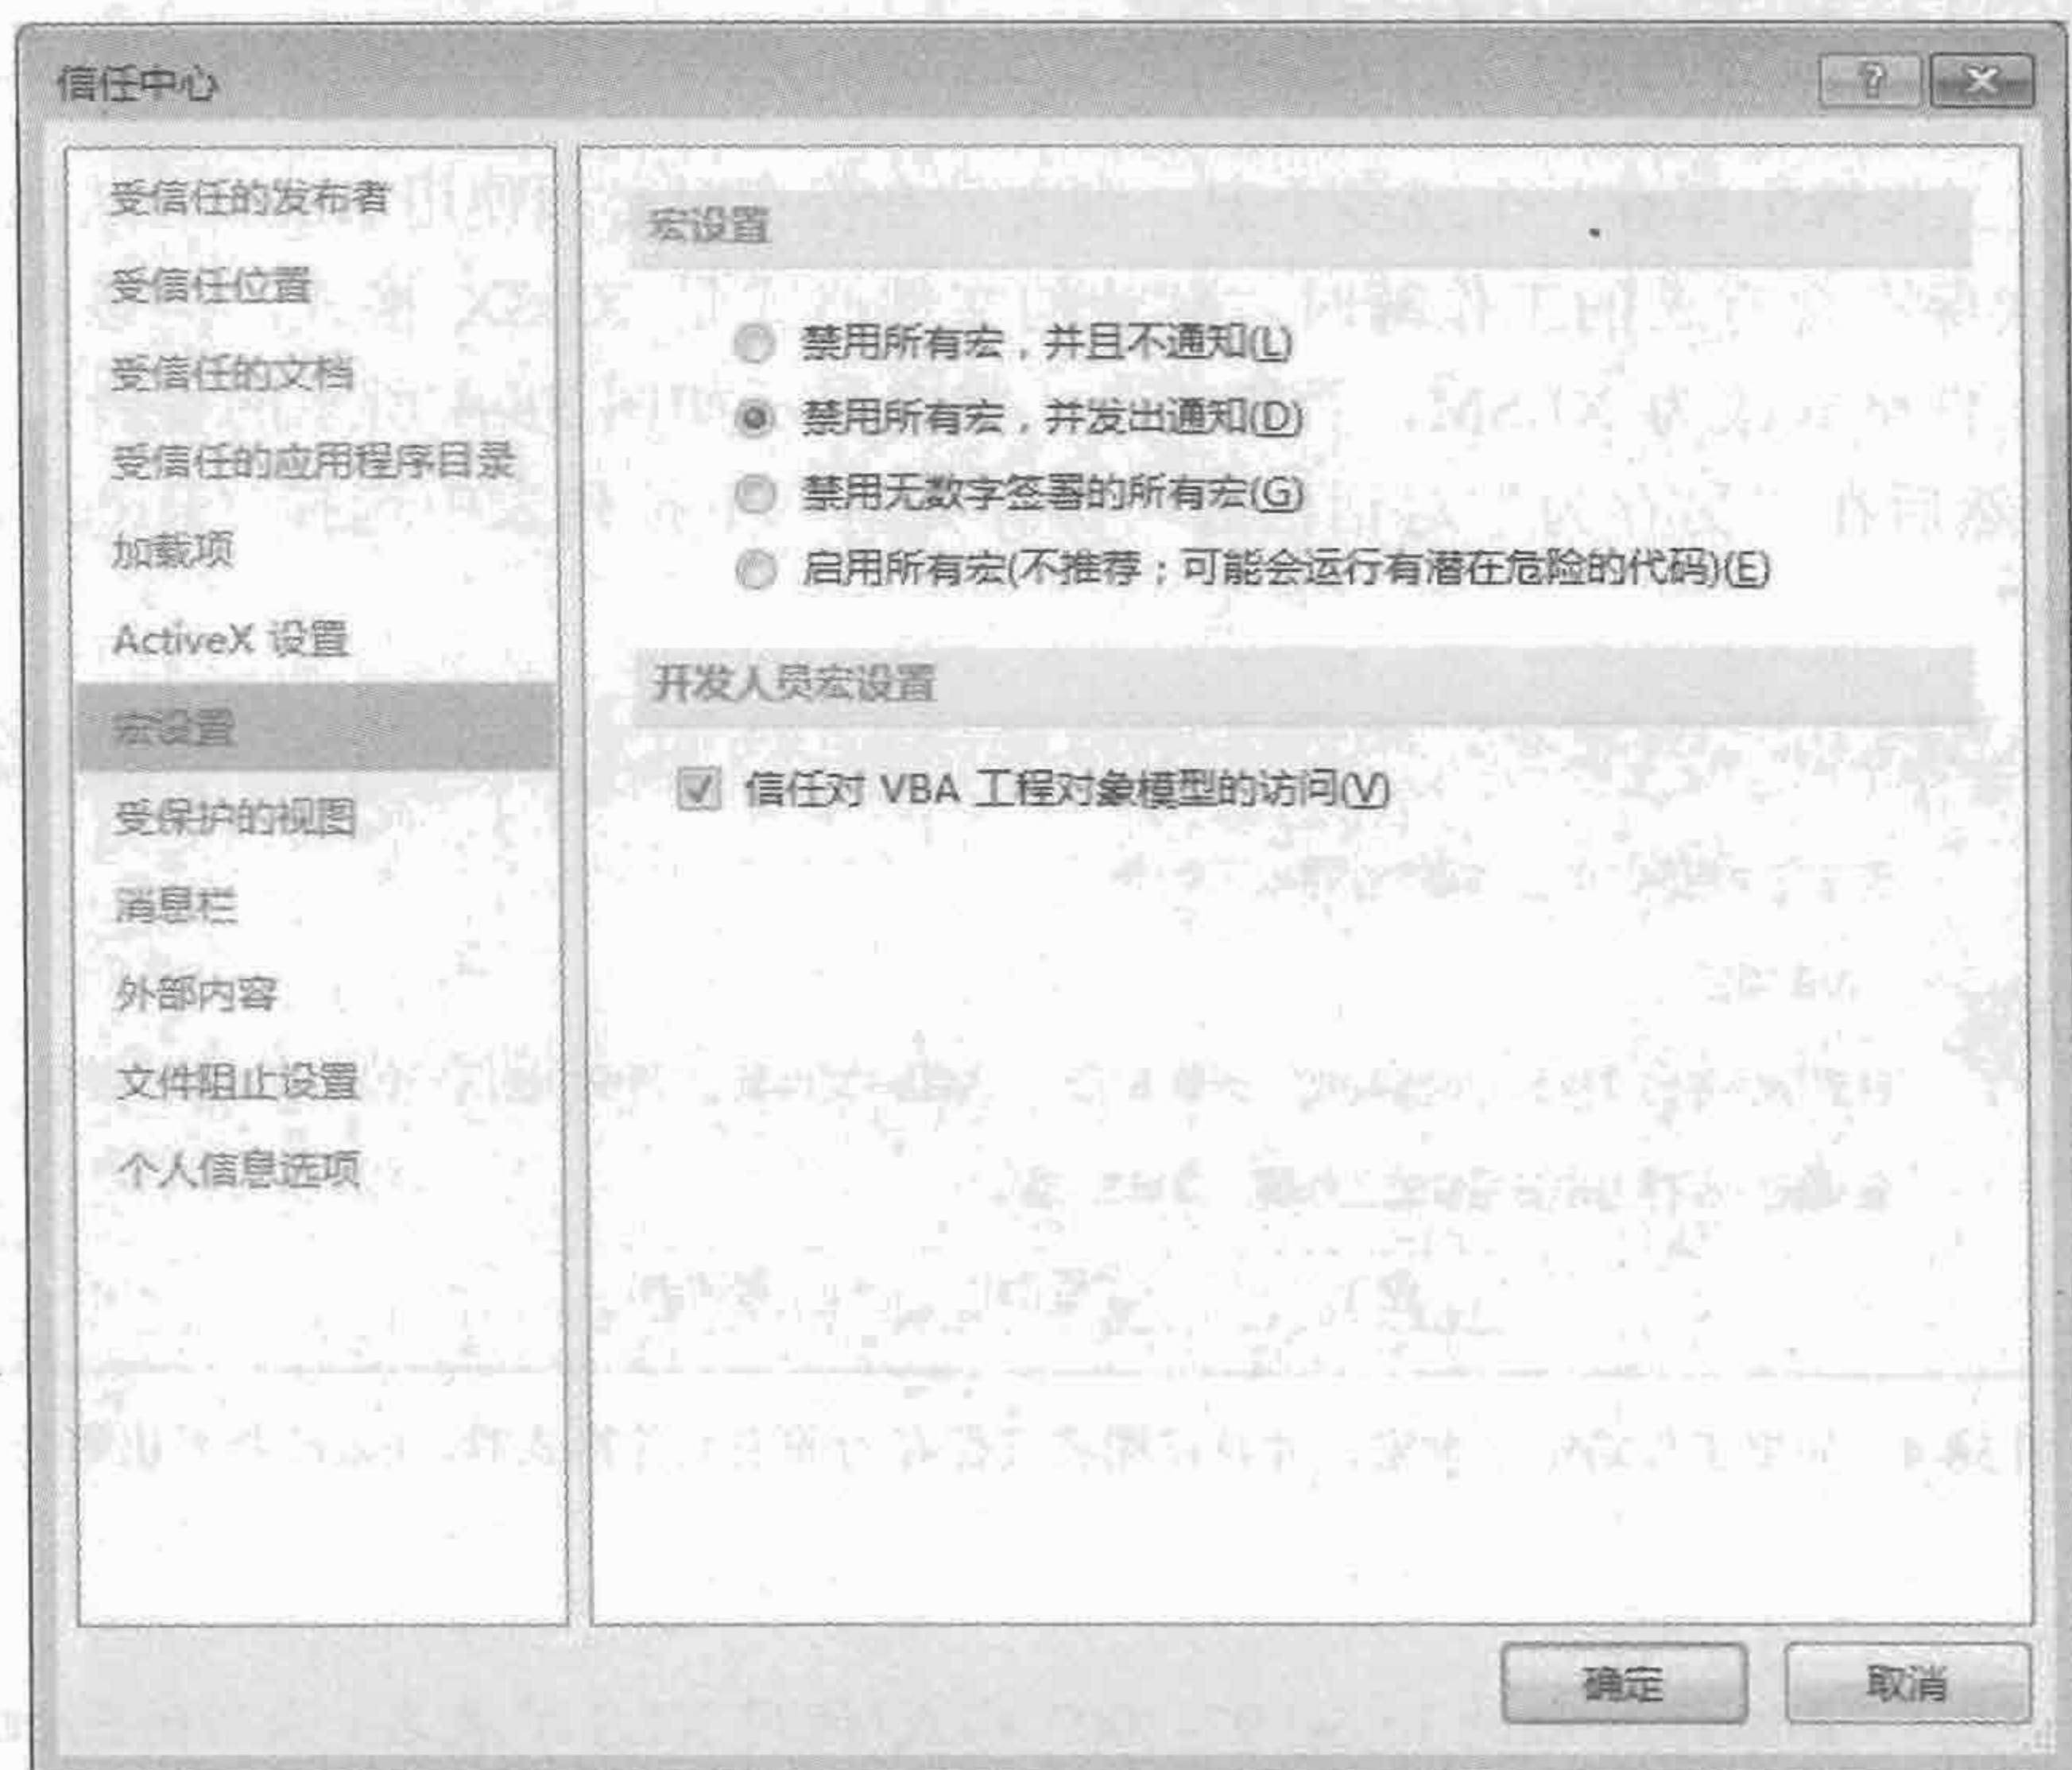 信任中心
受信任的发布者
受信任位置
受信任的文档
受信任的应用程序目录
加载项
ActiveX 设置
宏设置
受保护的视图
消息栏
外部内容
文件阻止设置
个人信息选项
宏设置
禁用所有宏，并且不通知(L)
禁用所有宏，并发出通知(D)
禁用无数字签署的所有宏(G)
启用所有宏(不推荐；可能会运行有潜在危险的代码)(E)
开发人员宏设置
信任对 VBA 工程对象模型的访问(V)
确定
取消